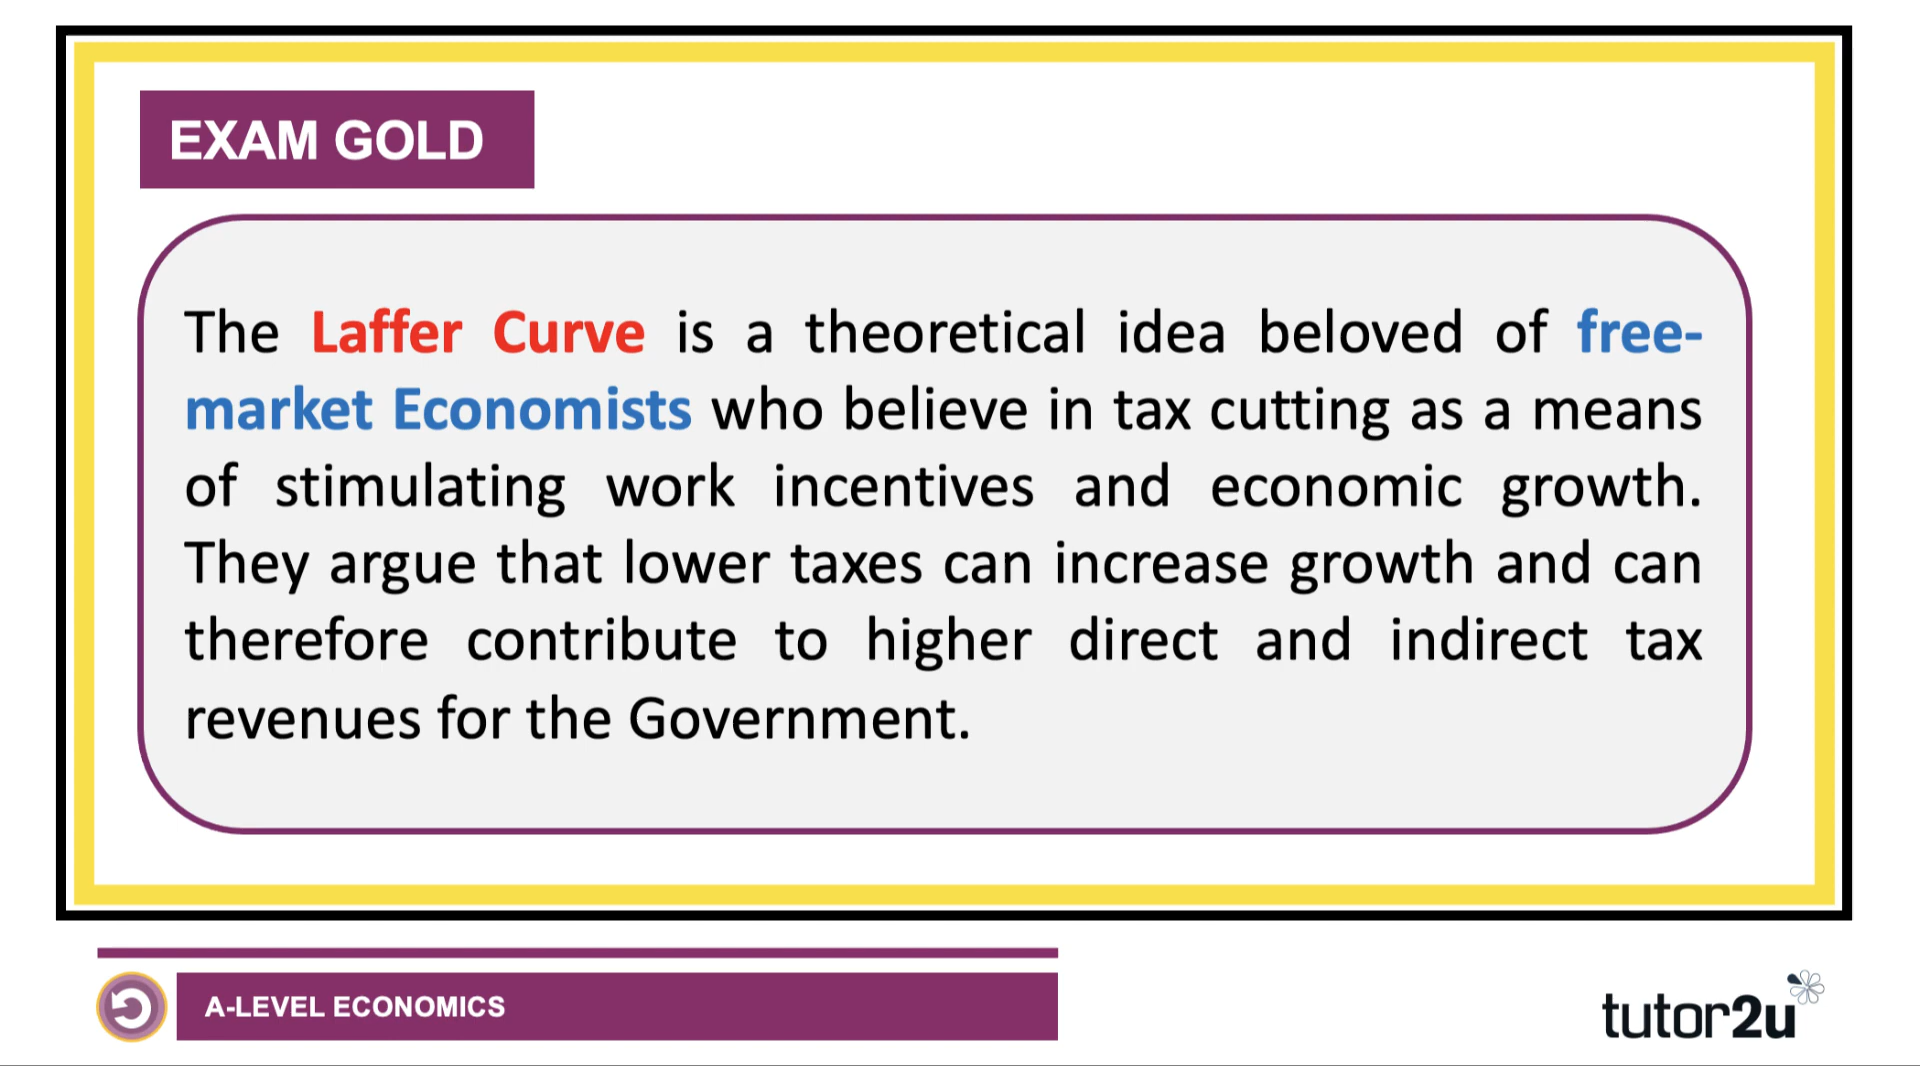 EXAM GOLD
The Laffer Curve is a theoretical idea beloved of free-
market Economists who believe in tax cutting as a means
of stimulating work incentives and economic growth.
They argue that lower taxes can increase growth and can
therefore contribute to higher direct and indirect tax
revenues for the Government.
A-LEVEL ECONOMICS
tutor2u